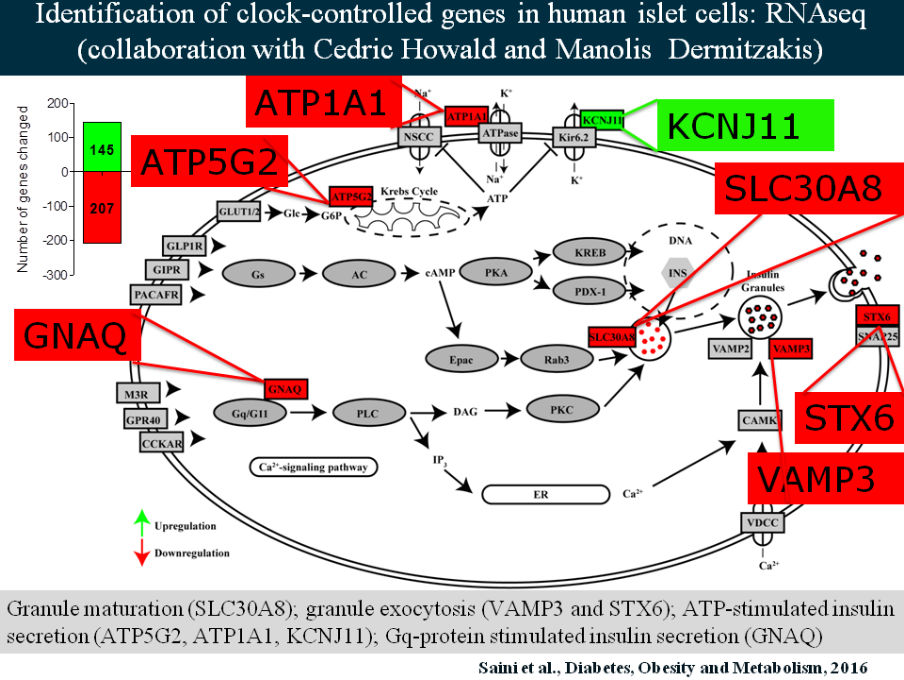 Identification of clock-controlled genes in human islet cells: RNAseq
(collaboration with Cedric Howald and Manolis Dermitzakis)
Number of genes changed
200
100
0
-100
-200
-300
145
207
ATP1A1
ATP5G2
KCNJ11
SLC30A8
GNAQ
STX6
VAMP3
Na+
K+
ATP1A1
KCNJ11
NSCC
ATPase
Kir6.2
Na+
K+
ATP
ATP5G2
Krebs Cycle
GLUT1/2
Glc
G6P
GLP1R
GIPR
PACAFR
Gs
AC
cAMP
PKA
KREB
PDX-1
DNA
INS
Insulin
Granules
SLC30A8
VAMP2
VAMP3
STX6
SNAP25
Epac
Rab3
GNAQ
M3R
GPR40
CCKAR
Gq/G11
PLC
DAG
PKC
CAMK
IP3
Ca2+-signaling pathway
ER
Ca2+
VDCC
Ca2+
Upregulation
Downregulation
Granule maturation (SLC30A8); granule exocytosis (VAMP3 and STX6); ATP-stimulated insulin
secretion (ATP5G2, ATP1A1, KCNJ11); Gq-protein stimulated insulin secretion (GNAQ)
Saini et al., Diabetes, Obesity and Metabolism, 2016